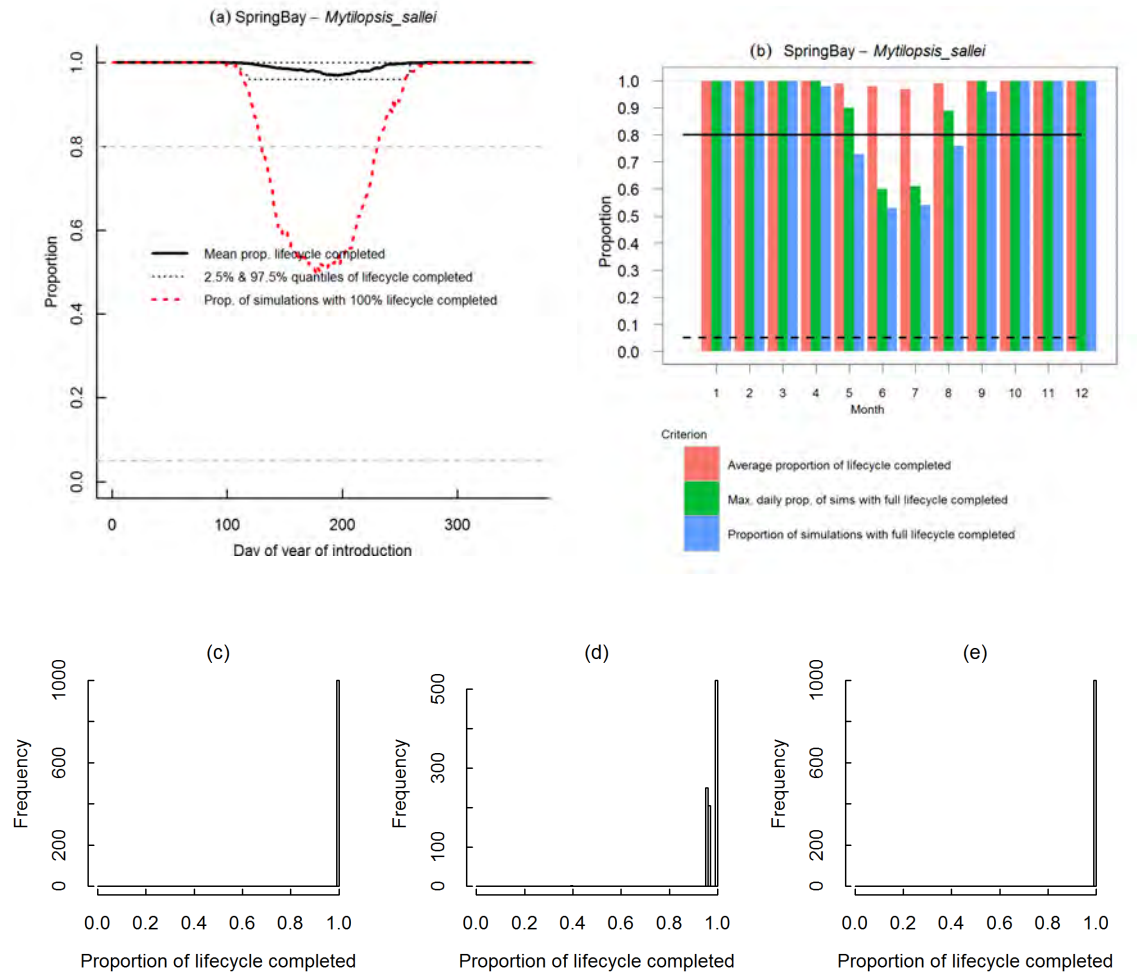 (a) SpringBay – Mytilopsis_sallei
Proportion
1.0
0.8
0.6
0.4
0.2
0.0
Mean prop. lifecycle completed
2.5% & 97.5% quantiles of lifecycle completed
Prop. of simulations with 100% lifecycle completed
0 100 200 300
Day of year of introduction
(b) SpringBay – Mytilopsis_sallei
Proportion
1.0
0.9
0.8
0.7
0.6
0.5
0.4
0.3
0.2
0.1
0.0
1 2 3 4 5 6 7 8 9 10 11 12
Month
Criterion
Average proportion of lifecycle completed
Max. daily prop. of sims with full lifecycle completed
Proportion of simulations with full lifecycle completed
(c)
Frequency
1000
600
200
0
0.0 0.2 0.4 0.6 0.8 1.0
Proportion of lifecycle completed
(d)
Frequency
500
300
100
0
0.0 0.2 0.4 0.6 0.8 1.0
Proportion of lifecycle completed
(e)
Frequency
1000
600
200
0
0.0 0.2 0.4 0.6 0.8 1.0
Proportion of lifecycle completed